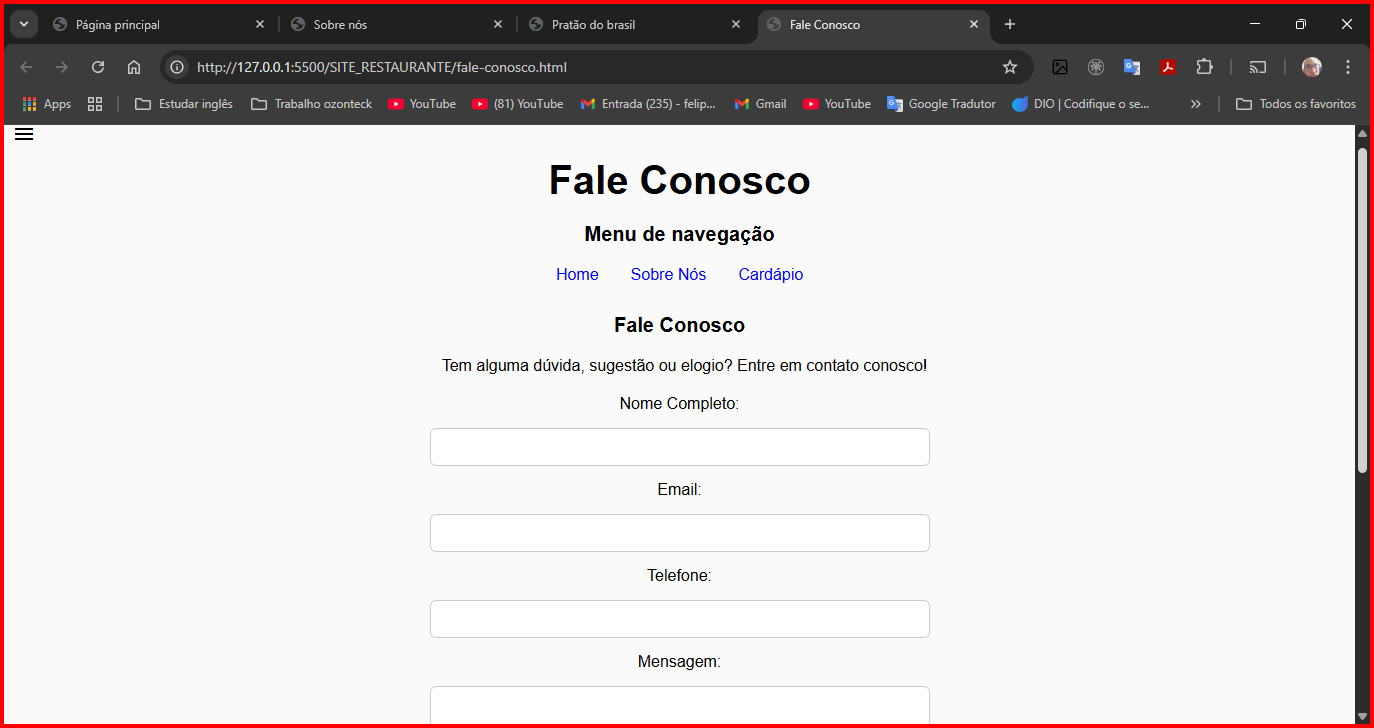 Página principal
Sobre nós
Pratão do brasil
Fale Conosco
http://127.0.0.1:5500/SITE_RESTAURANTE/fale-conosco.html
Apps
Estudar inglês
Trabalho ozonteck
YouTube
(81) YouTube
Entrada (235) - felip...
Gmail
YouTube
Google Tradutor
DIO | Codifique o se...
Todos os favoritos
Fale Conosco
Menu de navegação
Home Sobre Nós Cardápio
Fale Conosco
Tem alguma dúvida, sugestão ou elogio? Entre em contato conosco!
Nome Completo:
Email:
Telefone:
Mensagem: